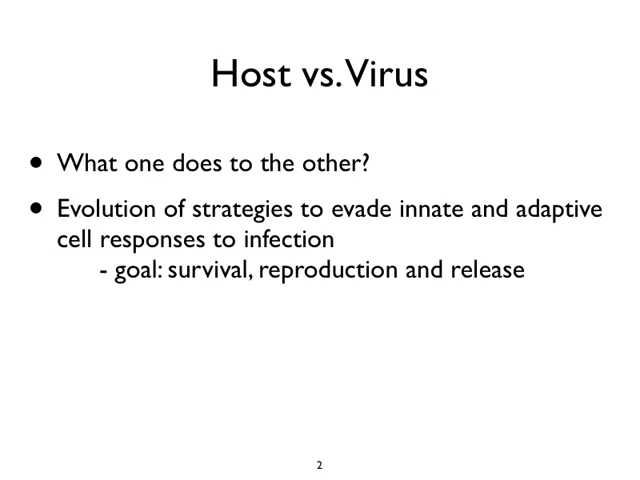 Host vs. Virus
• What one does to the other?
• Evolution of strategies to evade innate and adaptive
cell responses to infection
- goal: survival, reproduction and release
2